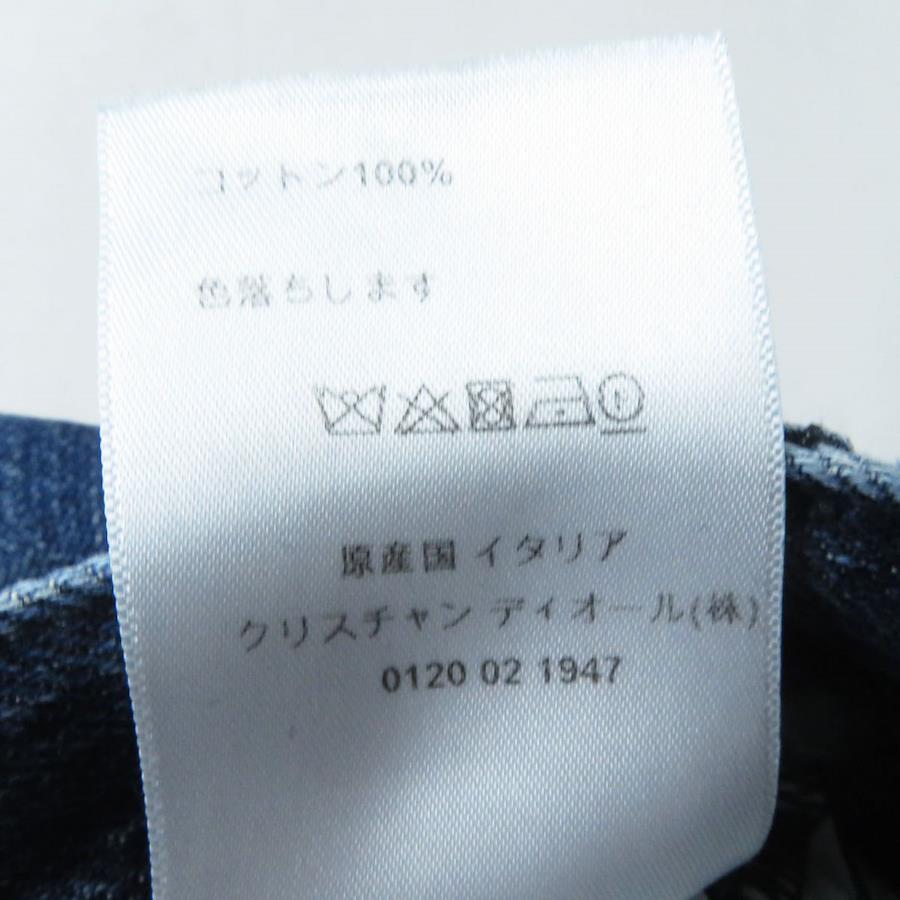 コットン100%
色落ちします
原産国 イタリア
クリスチャン ディオール(株)
0120 02 1947